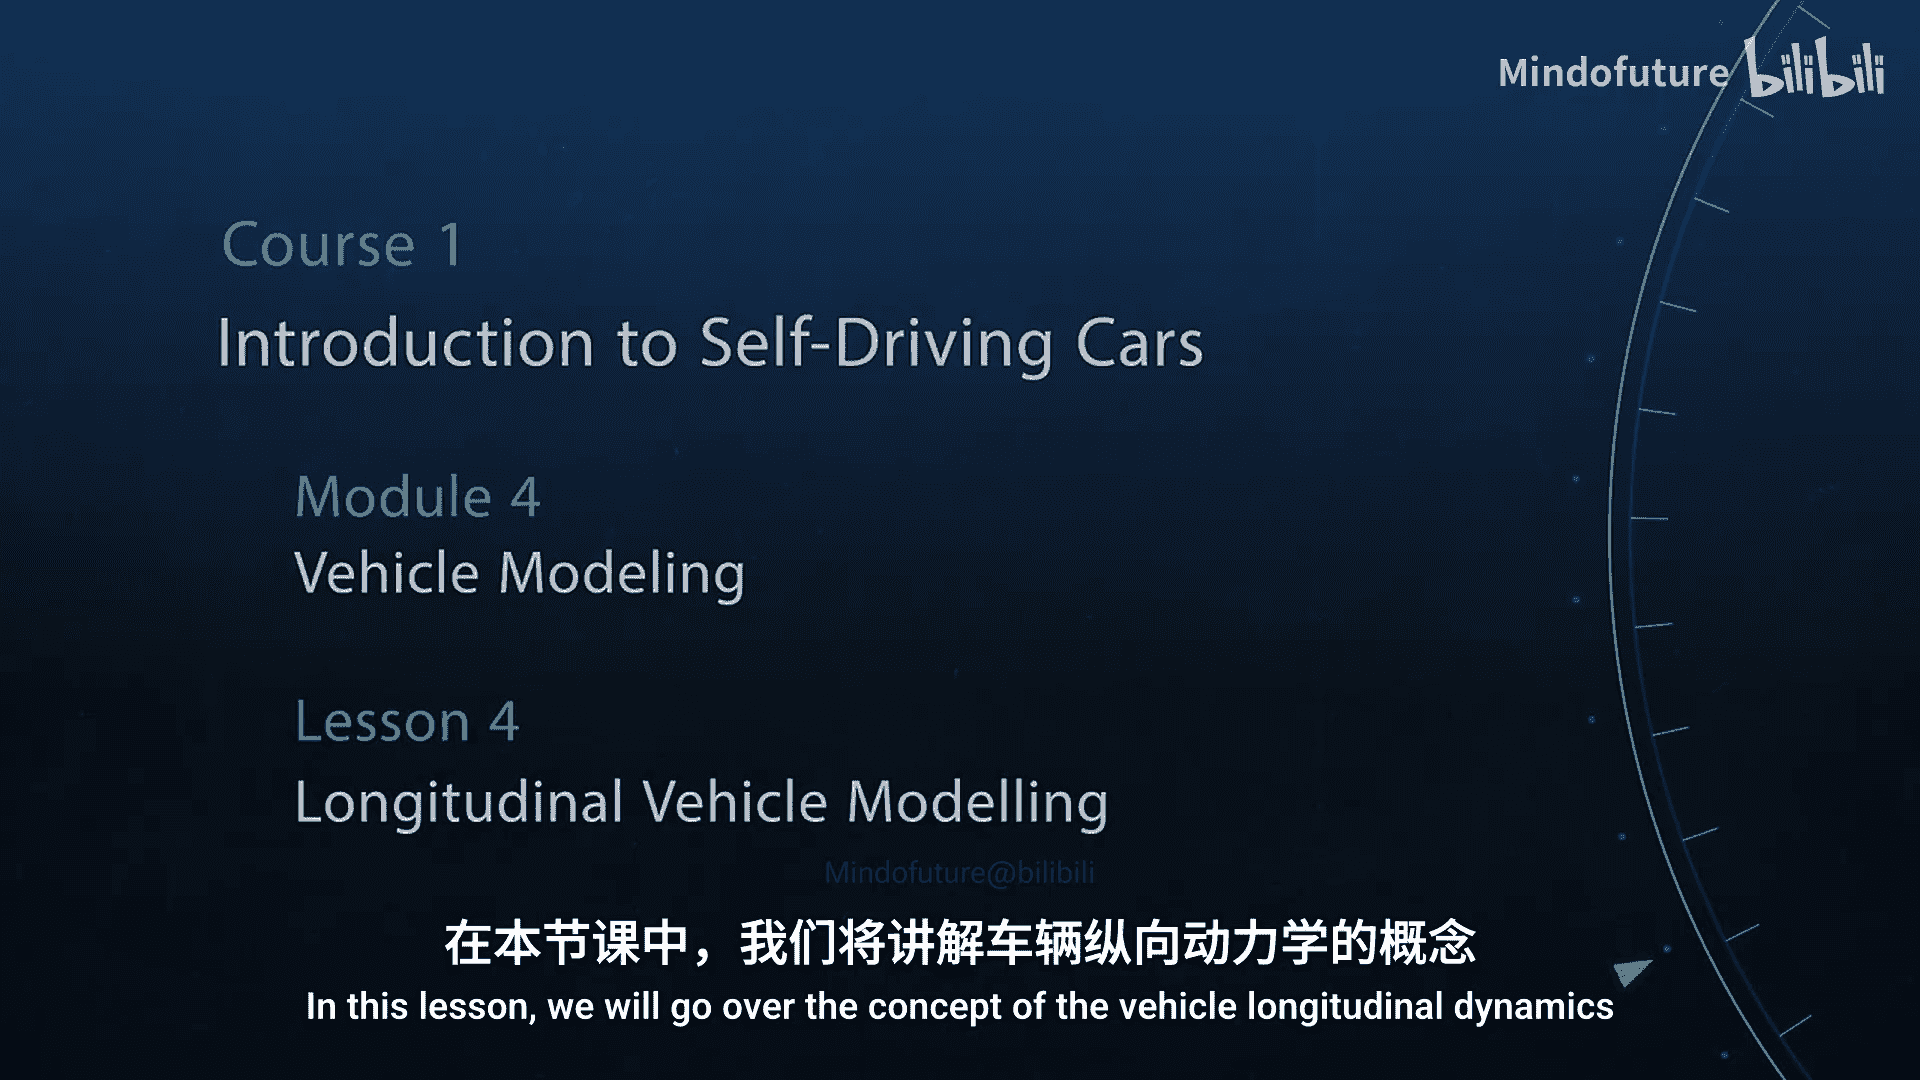 Mindofuture bilibili
Course 1
Introduction to Self-Driving Cars
Module 4
Vehicle Modeling
Lesson 4
Longitudinal Vehicle Modelling
Mindofuture@bilibili
在本节课中，我们将讲解车辆纵向动力学的概念
In this lesson, we will go over the concept of the vehicle longitudinal dynamics